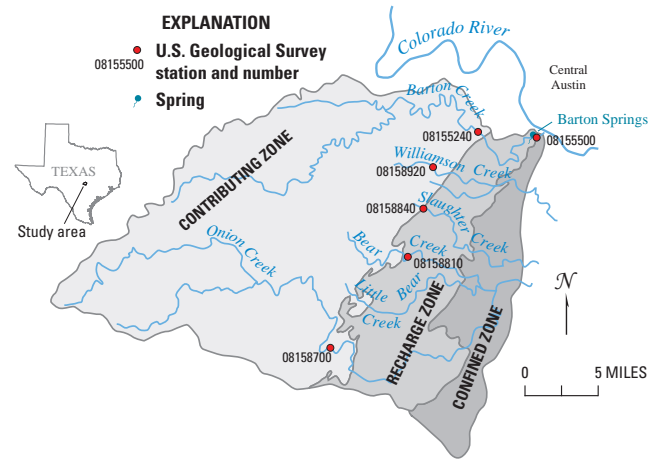 EXPLANATION
08155500
U.S. Geological Survey
station and number
Spring
Colorado River
Central
Austin
Barton Creek
Barton Springs
08155240
08155500
Williamson Creek
08158920
TEXAS
Study area
CONTRIBUTING ZONE
08158840
Slaughter Creek
Onion Creek
Bear Creek
08158810
Little Bear
Creek
N
08158700
RECHARGE ZONE
CONFINED ZONE
0 5 MILES